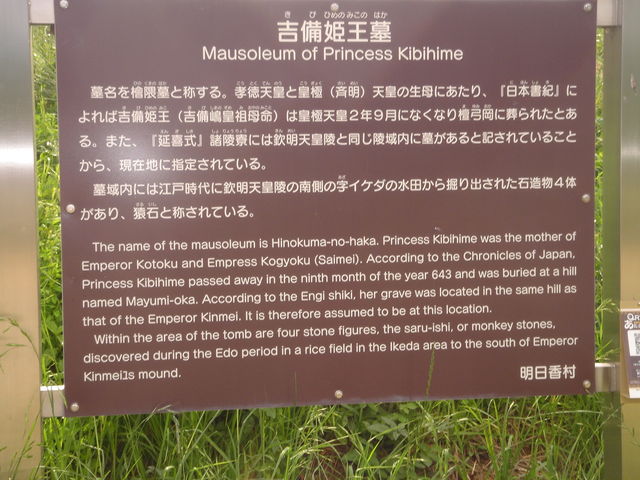 吉備姫王墓
Mausoleum of Princess Kibihime
墓名を檜隈墓と称する。孝徳天皇と皇極（斉明）天皇の生母にあたり、『日本書紀』に
よれば吉備姫王（吉備嶋皇祖母命）は皇極天皇２年９月になくなり檀弓岡に葬られたとあ
る。また、『延喜式』諸陵寮には欽明天皇陵と同じ陵域内に墓があると記されていること
から、現在地に指定されている。
墓域内には江戸時代に欽明天皇陵の南側の字イケダの水田から掘り出された石造物４体
があり、猿石と称されている。
The name of the mausoleum is Hinokuma-no-haka. Princess Kibihime was the mother of
Emperor Kotoku and Empress Kogyoku (Saimei). According to the Chronicles of Japan,
Princess Kibihime passed away in the ninth month of the year 643 and was buried at a hill
named Mayumi-oka. According to the Engi shiki, her grave was located in the same hill as
that of the Emperor Kinmei. It is therefore assumed to be at this location.
Within the area of the tomb are four stone figures, the saru-ishi, or monkey stones,
discovered during the Edo period in a rice field in the Ikeda area to the south of Emperor
Kinmei1s mound.
明日香村